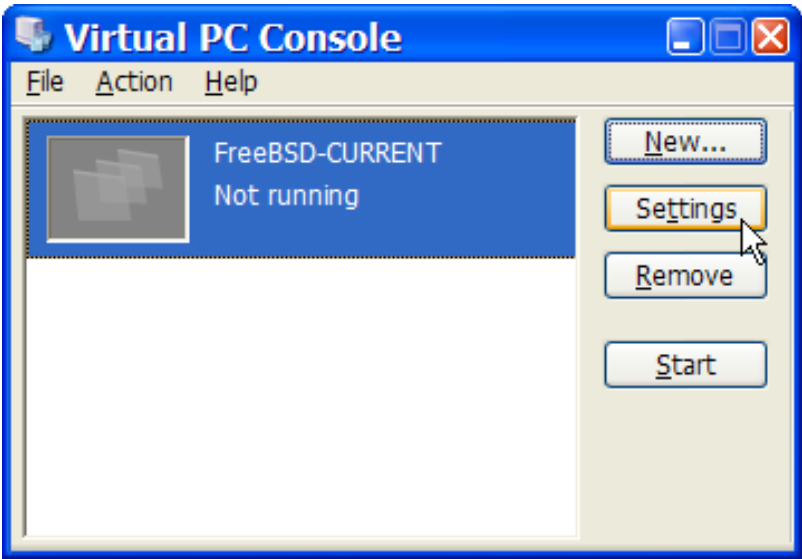 Virtual PC Console
File Action Help
FreeBSD-CURRENT
Not running
New...
Settings
Remove
Start